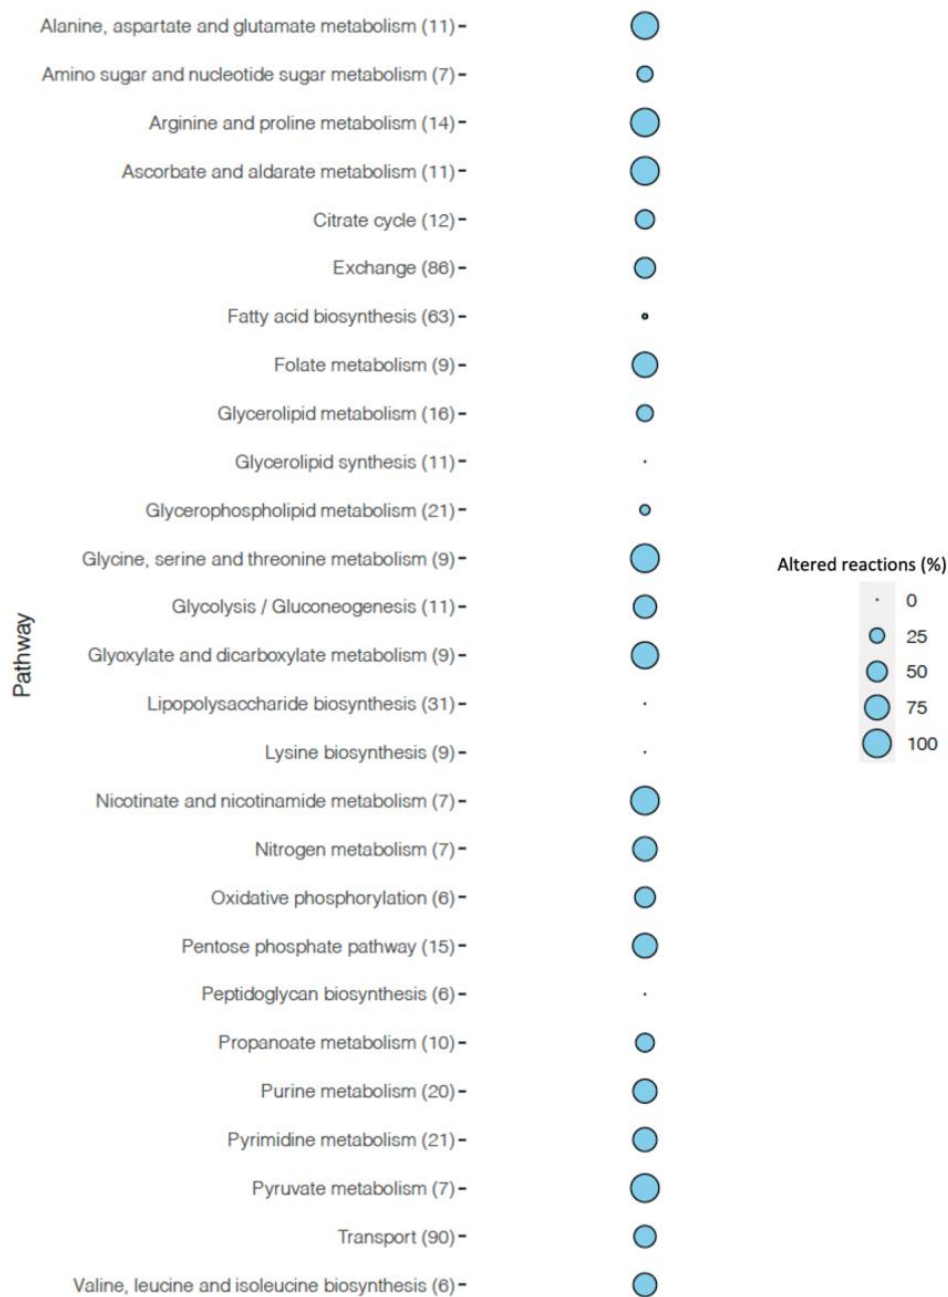 Alanine, aspartate and glutamate metabolism (11)
Amino sugar and nucleotide sugar metabolism (7)
Arginine and proline metabolism (14)
Ascorbate and aldarate metabolism (11)
Citrate cycle (12)
Exchange (86)
Fatty acid biosynthesis (63)
Folate metabolism (9)
Glycerolipid metabolism (16)
Glycerolipid synthesis (11)
Glycerophospholipid metabolism (21)
Glycine, serine and threonine metabolism (9)
Glycolysis / Gluconeogenesis (11)
Glyoxylate and dicarboxylate metabolism (9)
Lipopolysaccharide biosynthesis (31)
Lysine biosynthesis (9)
Nicotinate and nicotinamide metabolism (7)
Nitrogen metabolism (7)
Oxidative phosphorylation (6)
Pentose phosphate pathway (15)
Peptidoglycan biosynthesis (6)
Propanoate metabolism (10)
Purine metabolism (20)
Pyrimidine metabolism (21)
Pyruvate metabolism (7)
Transport (90)
Valine, leucine and isoleucine biosynthesis (6)
Pathway
Altered reactions (%)
0
25
50
75
100